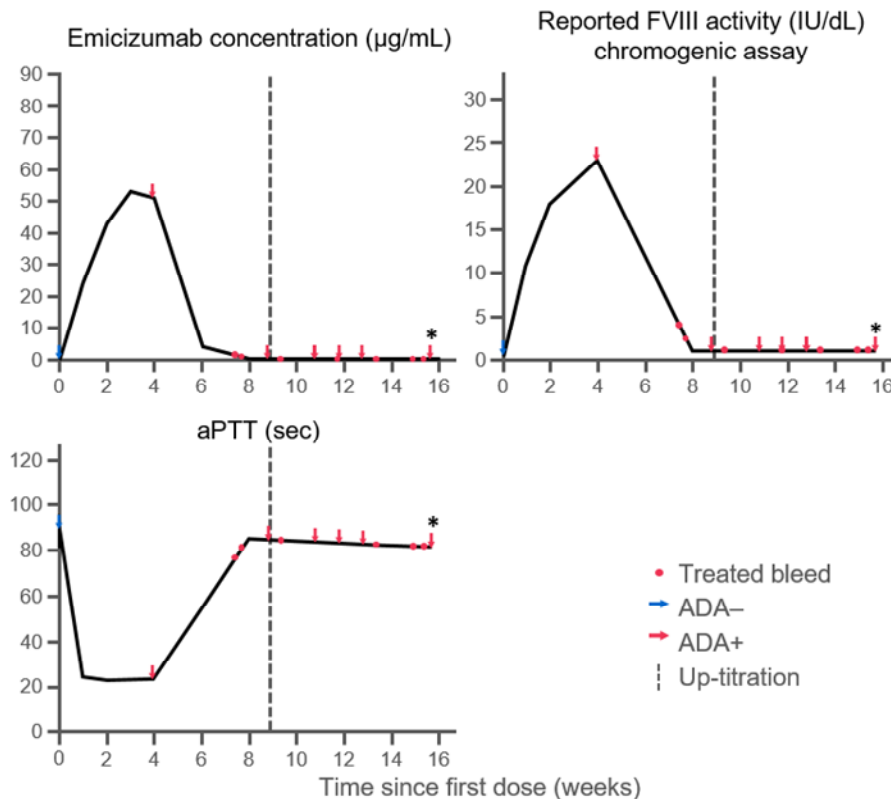 Emicizumab concentration (µg/mL)
90
80
70
60
50
40
30
20
10
0
0 2 4 6 8 10 12 14 16
*
Reported FVIII activity (IU/dL)
chromogenic assay
30
25
20
15
10
5
0
0 2 4 6 8 10 12 14 16
*
aPTT (sec)
120
100
80
60
40
20
0
0 2 4 6 8 10 12 14 16
*
Time since first dose (weeks)
Treated bleed
ADA–
ADA+
Up-titration